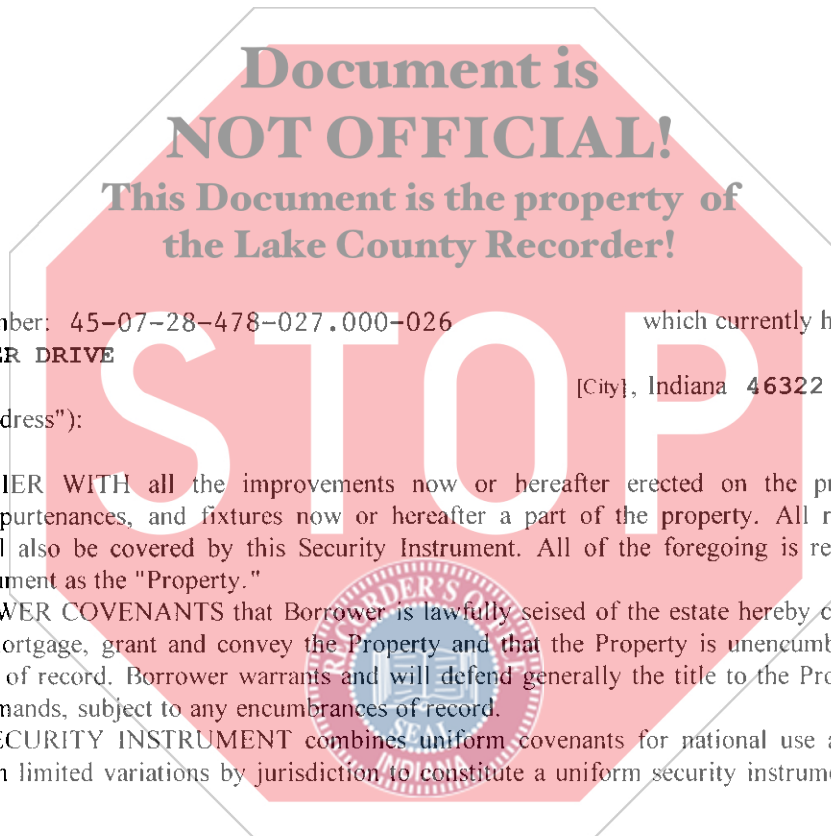 Document is
NOT OFFICIAL!
This Document is the property of
the Lake County Recorder!
nber: 45-07-28-478-027.000-026 which currently h
ER DRIVE
[City], Indiana 46322
dress"):
STOP
IER WITH all the improvements now or hereafter erected on the pr
purtenances, and fixtures now or hereafter a part of the property. All r
l also be covered by this Security Instrument. All of the foregoing is re
ument as the "Property."
WER COVENANTS that Borrower is lawfully seised of the estate hereby c
ortgage, grant and convey the Property and that the Property is unencumb
of record. Borrower warrants and will defend generally the title to the Pro
mands, subject to any encumbrances of record.
ECURITY INSTRUMENT combines uniform covenants for national use a
n limited variations by jurisdiction to constitute a uniform security instrume
RECORDER'S OFFICE
SEAL
INDIANA